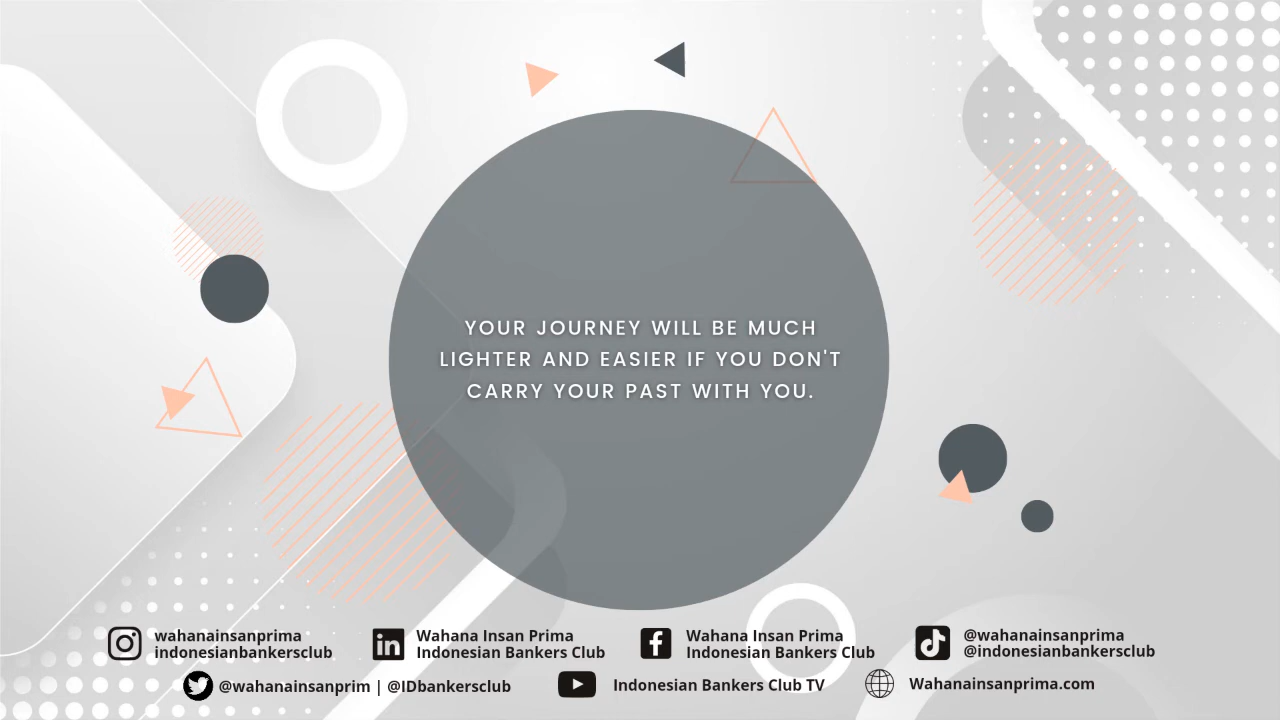 YOUR JOURNEY WILL BE MUCH
LIGHTER AND EASIER IF YOU DON'T
CARRY YOUR PAST WITH YOU.
wahanainsanprima
indonesianbankersclub
Wahana Insan Prima
Indonesian Bankers Club
Wahana Insan Prima
Indonesian Bankers Club
@wahanainsanprima
@indonesianbankersclub
@wahanainsanprim | @IDbankersclub
Indonesian Bankers Club TV
Wahanainsanprima.com